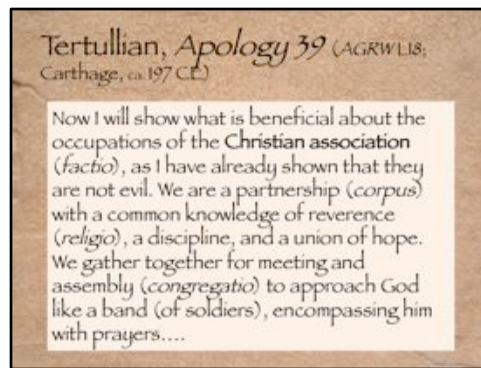 Tertullian, Apology 39 (AGRW L18;
Carthage, ca. 197 CE)
Now I will show what is beneficial about the
occupations of the Christian association
(factio), as I have already shown that they
are not evil. We are a partnership (corpus)
with a common knowledge of reverence
(religio), a discipline, and a union of hope.
We gather together for meeting and
assembly (congregatio) to approach God
like a band (of soldiers), encompassing him
with prayers....